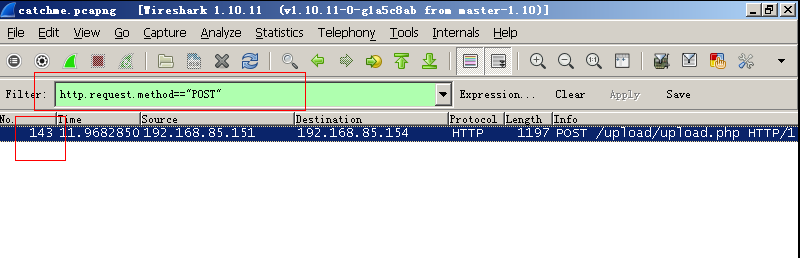 catchme.pcapng [Wireshark 1.10.11 (v1.10.11-0-g1a5c8ab from master-1.10)]
File Edit View Go Capture Analyze Statistics Telephony Tools Internals Help
Filter: http.request.method=="POST" Expression... Clear Apply Save
No. Time Source Destination Protocol Length Info
143 11.9682850 192.168.85.151 192.168.85.154 HTTP 1197 POST /upload/upload.php HTTP/1